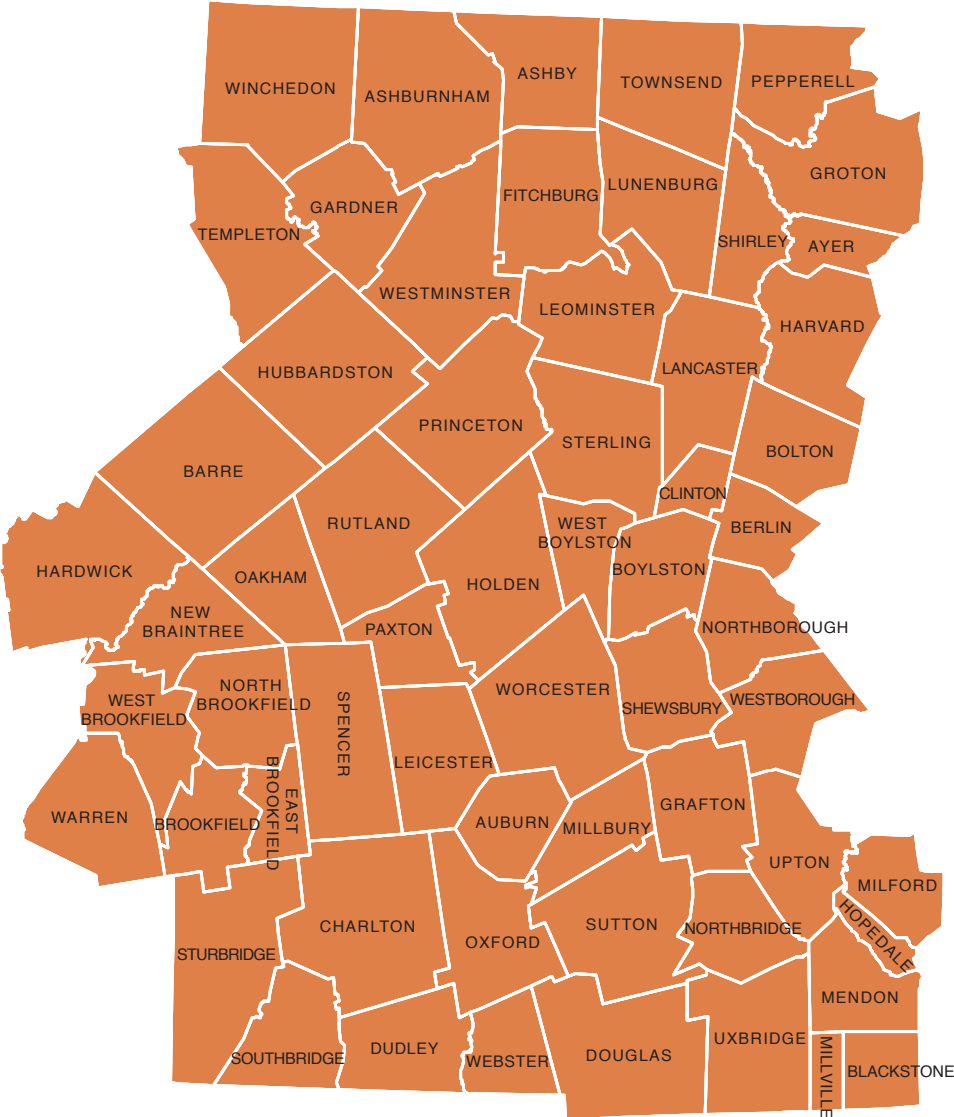 WINCHEDON
ASHBURNHAM
ASHBY
TOWNSEND
PEPPERELL
GROTON
FITCHBURG
LUNENBURG
GARDNER
TEMPLETON
SHIRLEY
AYER
WESTMINSTER
LEOMINSTER
HARVARD
HUBBARDSTON
LANCASTER
PRINCETON
STERLING
BOLTON
BARRE
CLINTON
RUTLAND
WEST
BOYLSTON
BERLIN
HARDWICK
OAKHAM
HOLDEN
BOYLSTON
NEW
BRAINTREE
PAXTON
NORTHBOROUGH
NORTH
BROOKFIELD
WORCESTER
WEST
BROOKFIELD
SPENCER
SHEWSBURY
WESTBOROUGH
LEICESTER
WARREN
BROOKFIELD
EAST
BROOKFIELD
AUBURN
MILLBURY
GRAFTON
UPTON
MILFORD
CHARLTON
SUTTON
NORTHBRIDGE
HOPEDALE
STURBRIDGE
OXFORD
MENDON
SOUTHBRIDGE
DUDLEY
WEBSTER
DOUGLAS
UXBRIDGE
MILLVILLE
BLACKSTONE